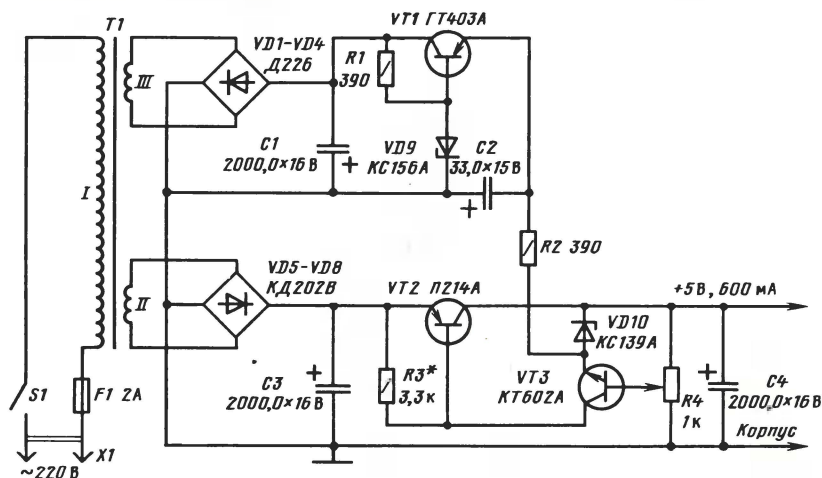 T1
VT1 ГТ403А
VD1-VD4
Д226
III
R1
390
C1
2000,0×16 В
+
VD9
КС156А
C2
33,0×15В
+
I
R2 390
VD5-VD8
КД202В
II
VT2 П214А
+5 В, 600 мА
VD10
КС139А
VT3
КТ602А
S1
F1 2А
C3
2000,0×16 В
+
R3*
3,3 к
R4
1к
+
C4
2000,0×16В
Корпус
X1
~220 В